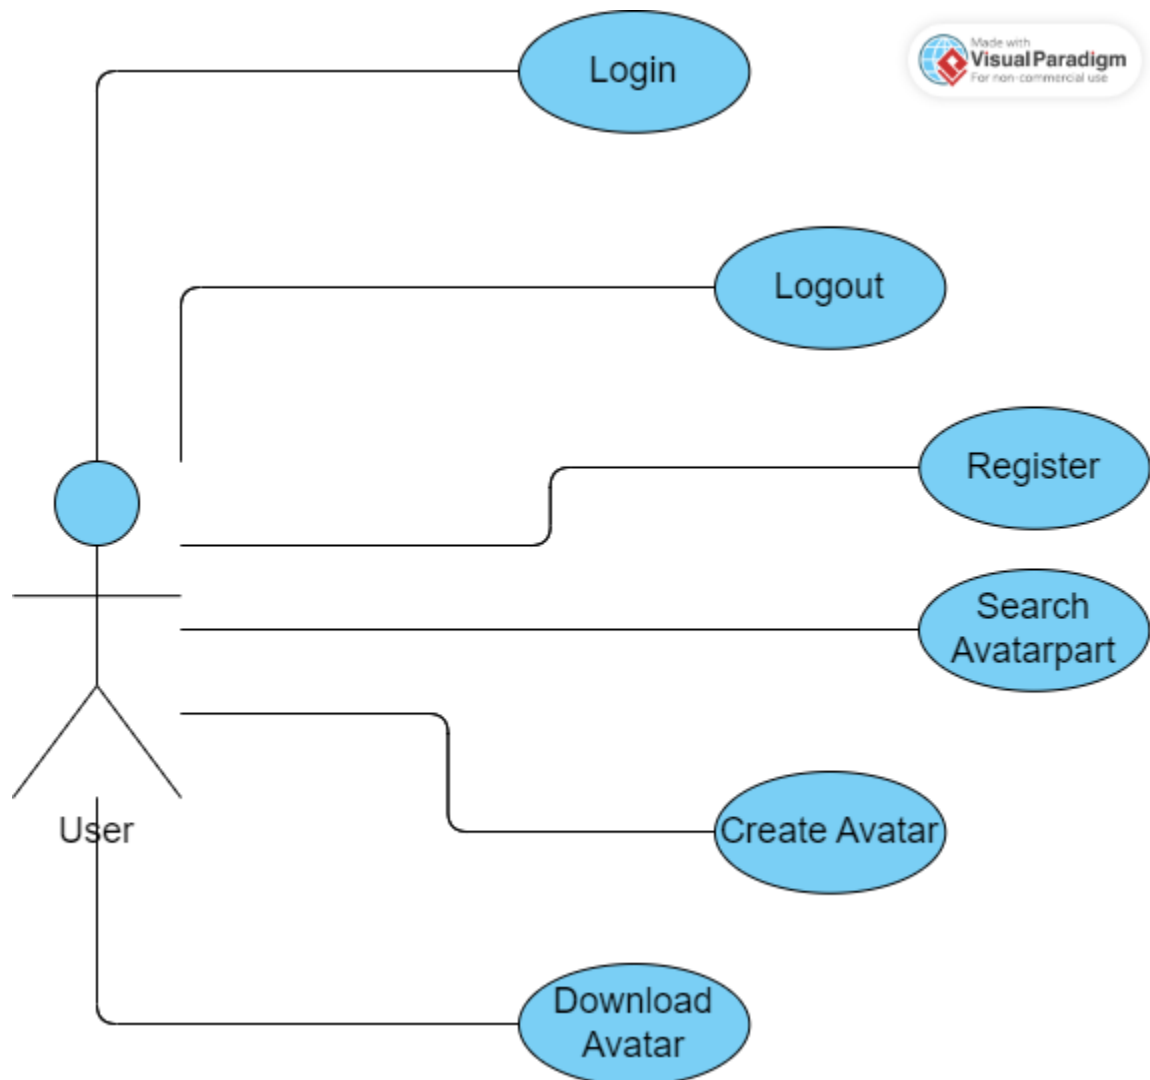 Login
Made with
Visual Paradigm
For non-commercial use
Logout
Register
Search
Avatarpart
User
Create Avatar
Download
Avatar